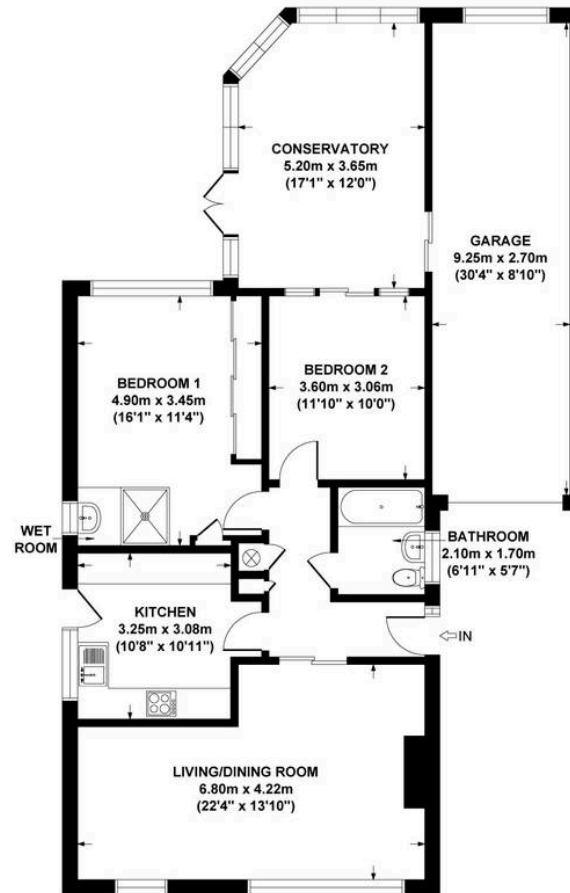 CONSERVATORY
5.20m x 3.65m
(17'1" x 12'0")
GARAGE
9.25m x 2.70m
(30'4" x 8'10")
BEDROOM 1
4.90m x 3.45m
(16'1" x 11'4")
BEDROOM 2
3.60m x 3.06m
(11'10" x 10'0")
WET
ROOM
BATHROOM
2.10m x 1.70m
(6'11" x 5'7")
KITCHEN
3.25m x 3.08m
(10'8" x 10'11")
IN
LIVING/DINING ROOM
6.80m x 4.22m
(22'4" x 13'10")